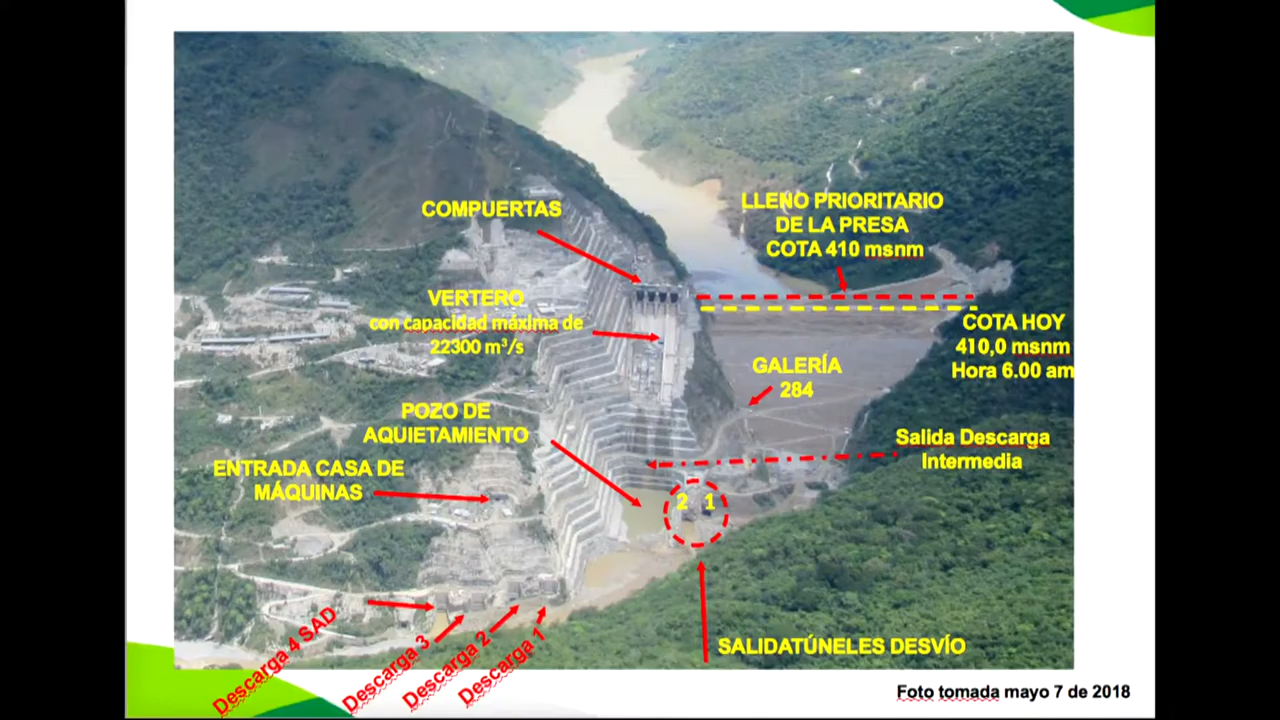 COMPUERTAS
LLENO PRIORITARIO
DE LA PRESA
COTA 410 msnm
VERTERO
con capacidad máxima de
22300 m³/s
COTA HOY
410,0 msnm
Hora 6.00 am
GALERÍA
284
POZO DE
AQUIETAMIENTO
Salida Descarga
Intermedia
ENTRADA CASA DE
MÁQUINAS
2 1
Descarga 4 SAD
Descarga 3
Descarga 2
Descarga 1
SALIDATÚNELES DESVÍO
Foto tomada mayo 7 de 2018